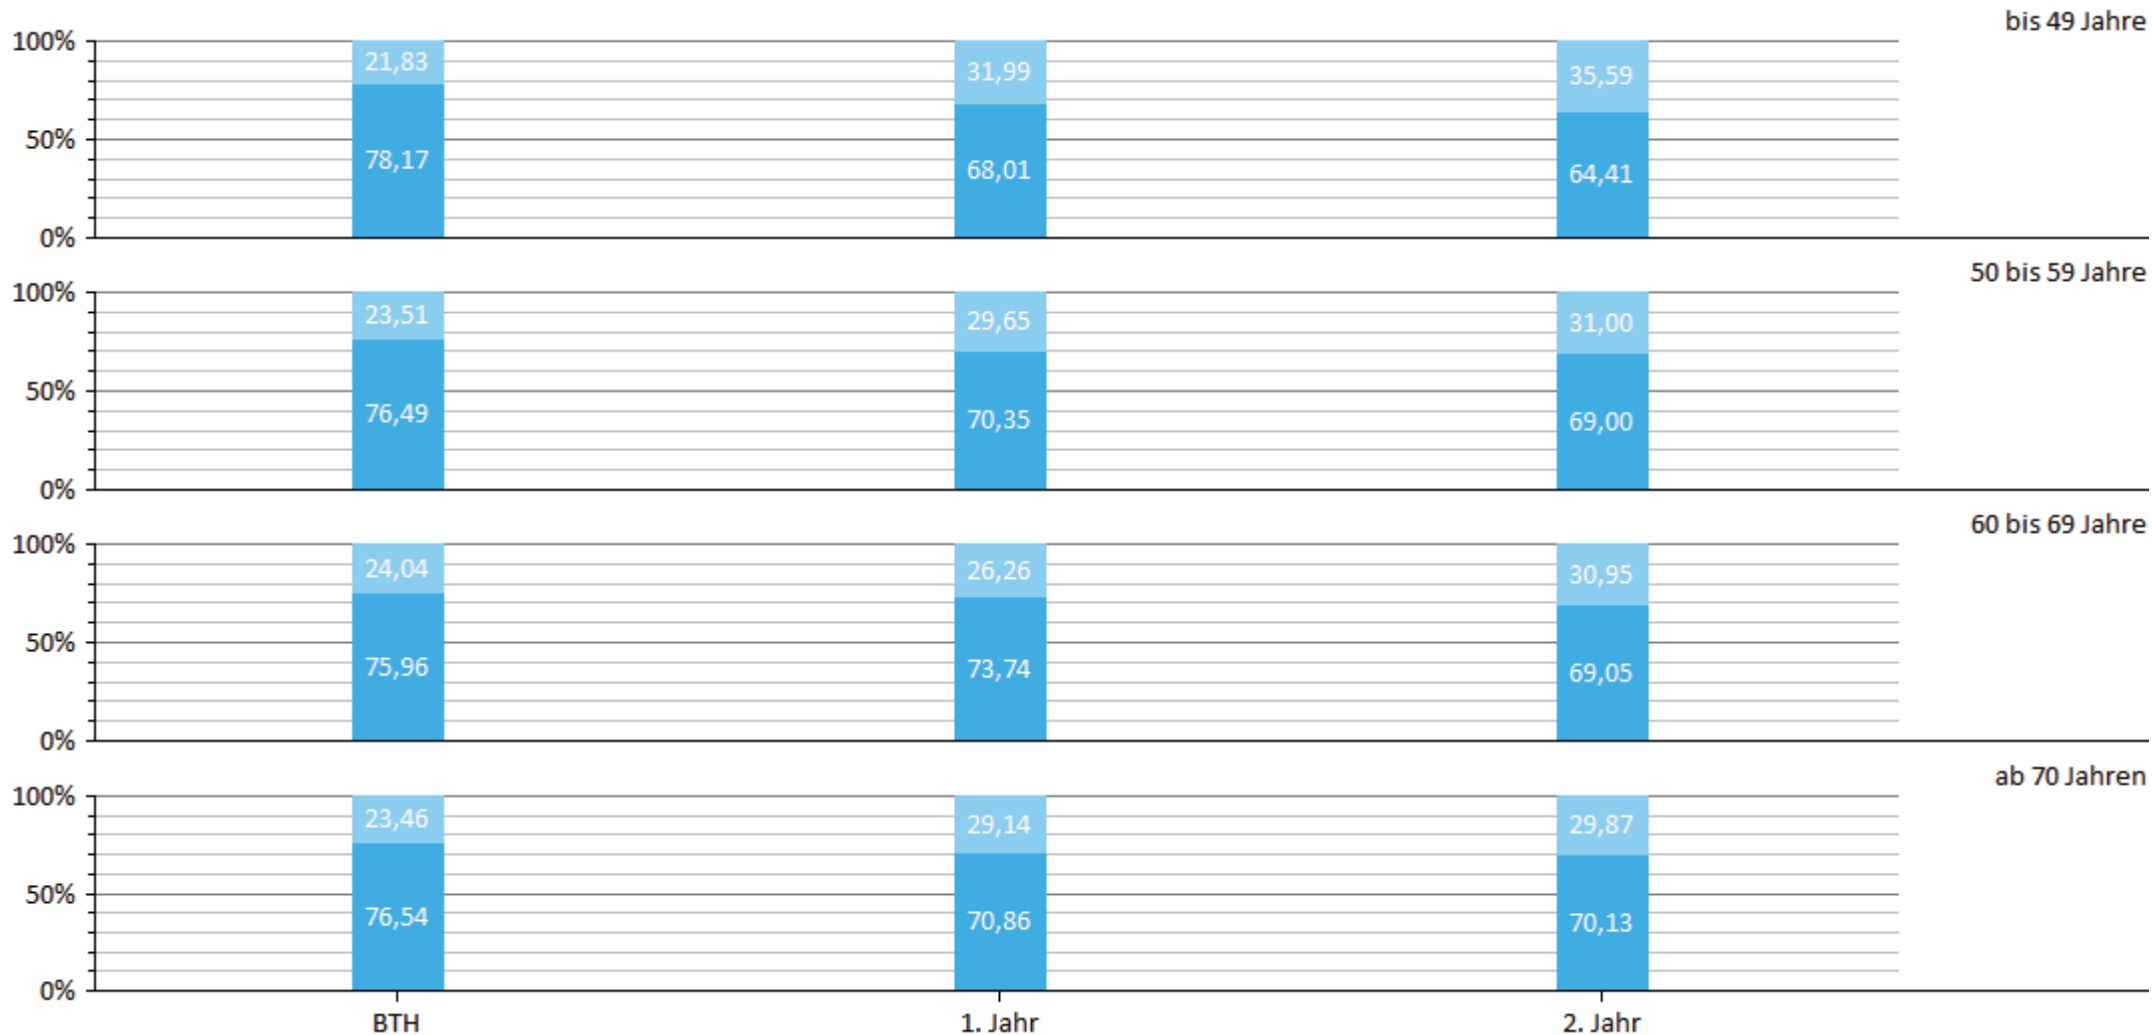 bis 49 Jahre
100%
21,83 31,99 35,59
50%
78,17 68,01 64,41
0%
50 bis 59 Jahre
100%
23,51 29,65 31,00
50%
76,49 70,35 69,00
0%
60 bis 69 Jahre
100%
24,04 26,26 30,95
50%
75,96 73,74 69,05
0%
ab 70 Jahren
100%
23,46 29,14 29,87
50%
76,54 70,86 70,13
0%
BTH 1. Jahr 2. Jahr